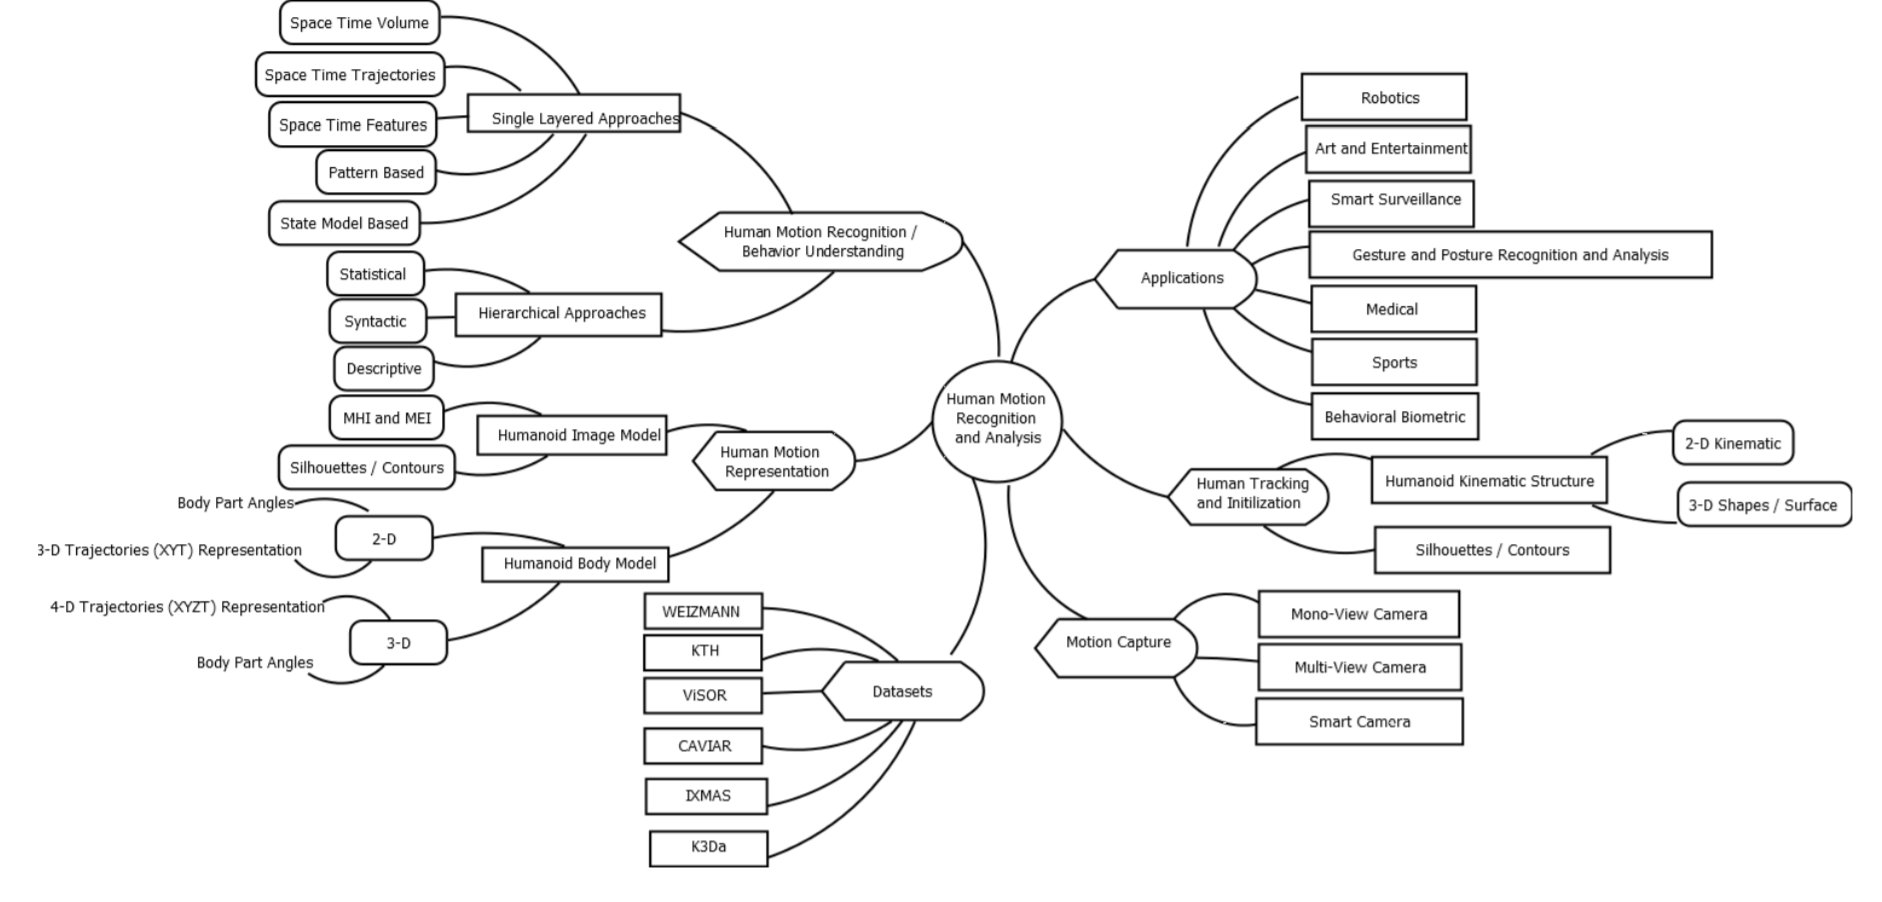 Space Time Volume
Space Time Trajectories
Space Time Features
Pattern Based
State Model Based
Single Layered Approaches
Statistical
Syntactic
Descriptive
Hierarchical Approaches
Human Motion Recognition /
Behavior Understanding
MHI and MEI
Silhouettes / Contours
Humanoid Image Model
Body Part Angles
3-D Trajectories (XYT) Representation
2-D
4-D Trajectories (XYZT) Representation
Body Part Angles
3-D
Humanoid Body Model
Human Motion
Representation
WEIZMANN
KTH
ViSOR
CAVIAR
IXMAS
K3Da
Datasets
Human Motion
Recognition
and Analysis
Applications
Robotics
Art and Entertainment
Smart Surveillance
Gesture and Posture Recognition and Analysis
Medical
Sports
Behavioral Biometric
Human Tracking
and Initilization
Humanoid Kinematic Structure
2-D Kinematic
3-D Shapes / Surface
Silhouettes / Contours
Motion Capture
Mono-View Camera
Multi-View Camera
Smart Camera